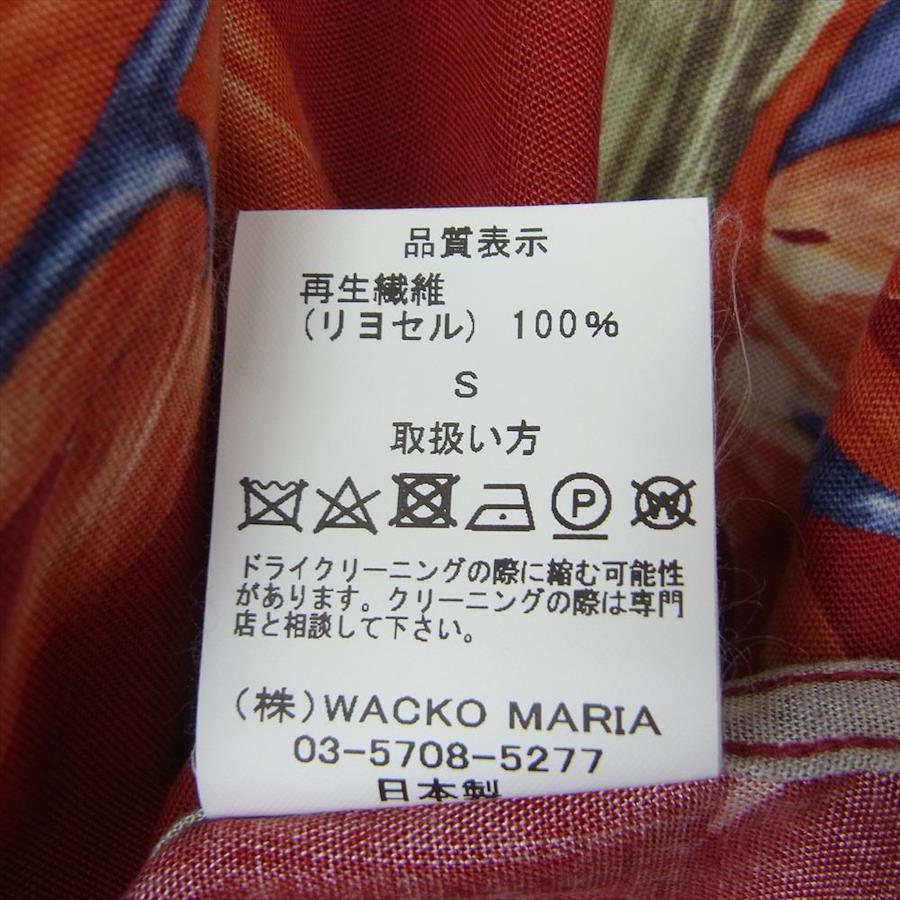 品質表示
再生繊維
(リヨセル) 100%
S
取扱い方
P
W
ドライクリーニングの際に縮む可能性
があります。クリーニングの際は専門
店と相談して下さい。
(株)WACKO MARIA
03-5708-5277
日本製